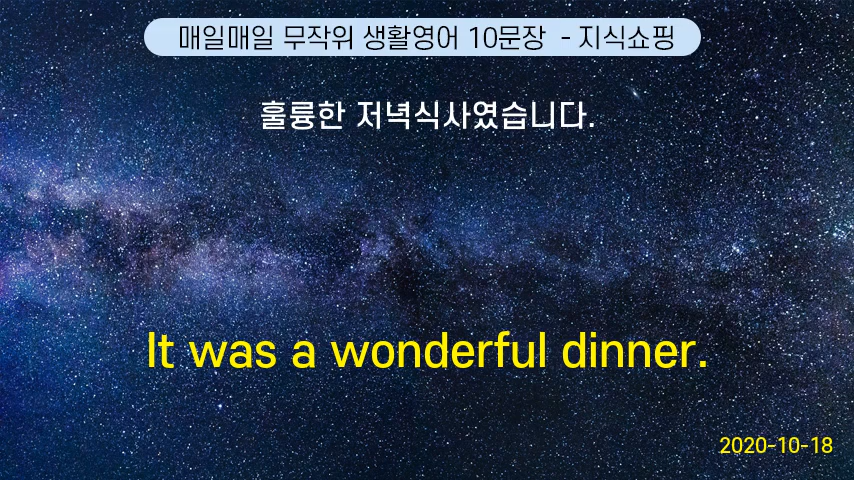 매일매일 무작위 생활영어 10문장 - 지식쇼핑
훌륭한 저녁식사였습니다.
It was a wonderful dinner.
2020-10-18